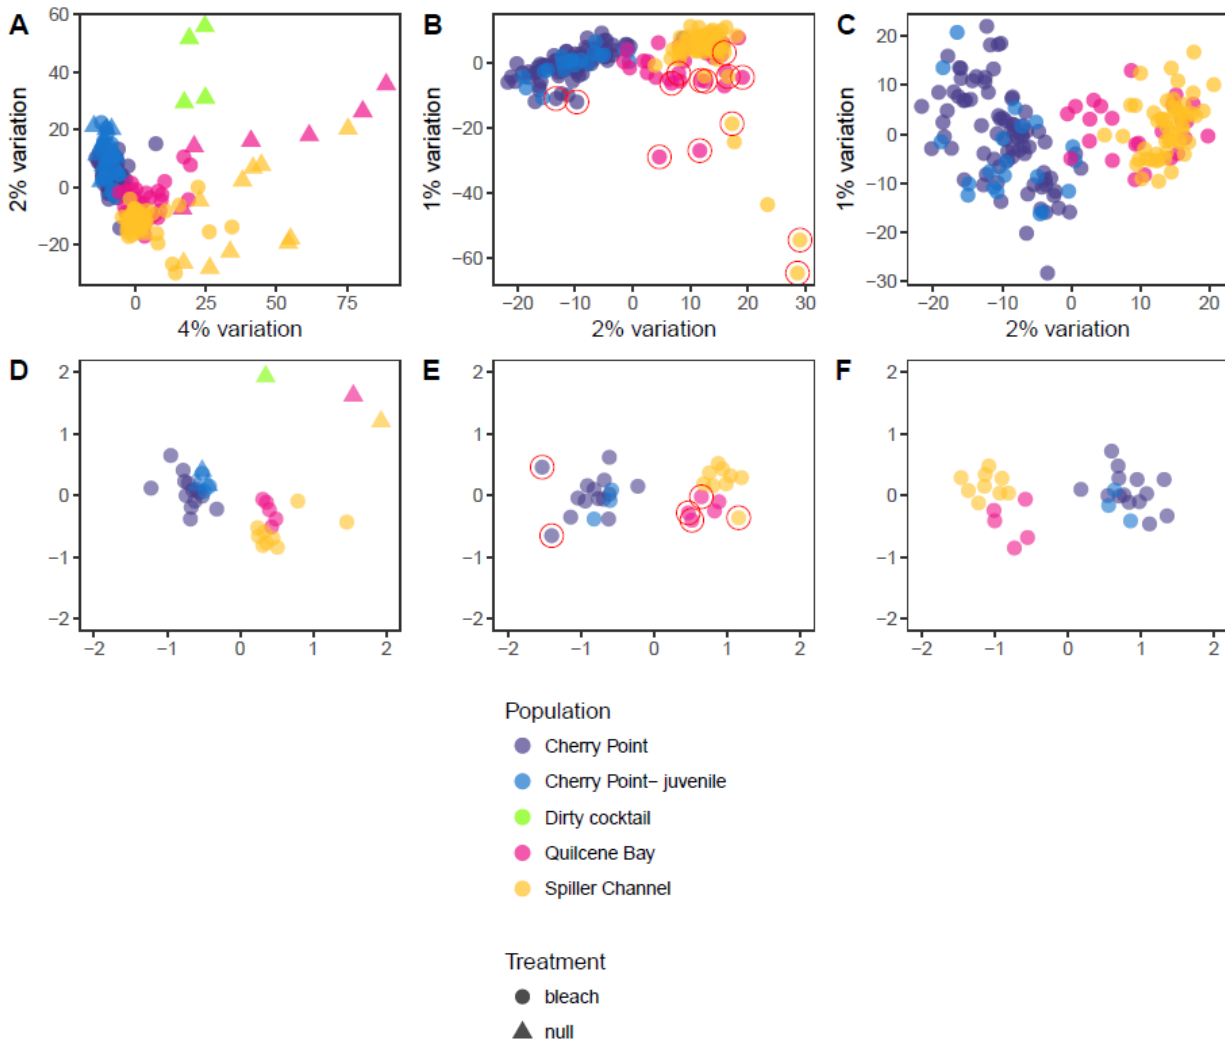 A
B
C
60
40
20
0
−20
2% variation
0
25
50
75
4% variation
0
−20
−40
−60
1% variation
−20
−10
0
10
20
30
2% variation
20
10
0
−10
−20
−30
1% variation
−20
−10
0
10
20
2% variation
D
E
F
2
1
0
−1
−2
−2
−1
0
1
2
2
1
0
−1
−2
−2
−1
0
1
2
2
1
0
−1
−2
−2
−1
0
1
2
Population
Cherry Point
Cherry Point− juvenile
Dirty cocktail
Quilcene Bay
Spiller Channel
Treatment
bleach
null